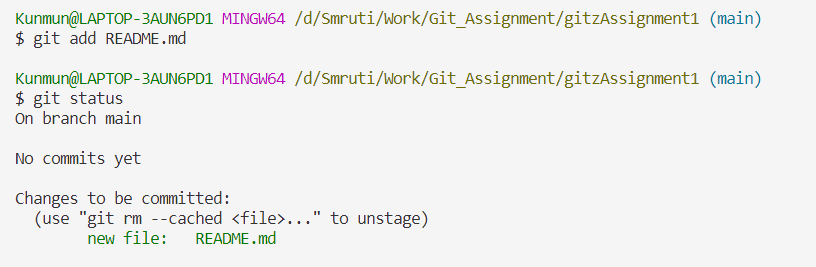 Kunmun@LAPTOP-3AUN6PD1 MINGW64 /d/Smruti/Work/Git_Assignment/gitzAssignment1 (main)
$ git add README.md
Kunmun@LAPTOP-3AUN6PD1 MINGW64 /d/Smruti/Work/Git_Assignment/gitzAssignment1 (main)
$ git status
On branch main
No commits yet
Changes to be committed:
(use "git rm --cached <file>..." to unstage)
new file: README.md